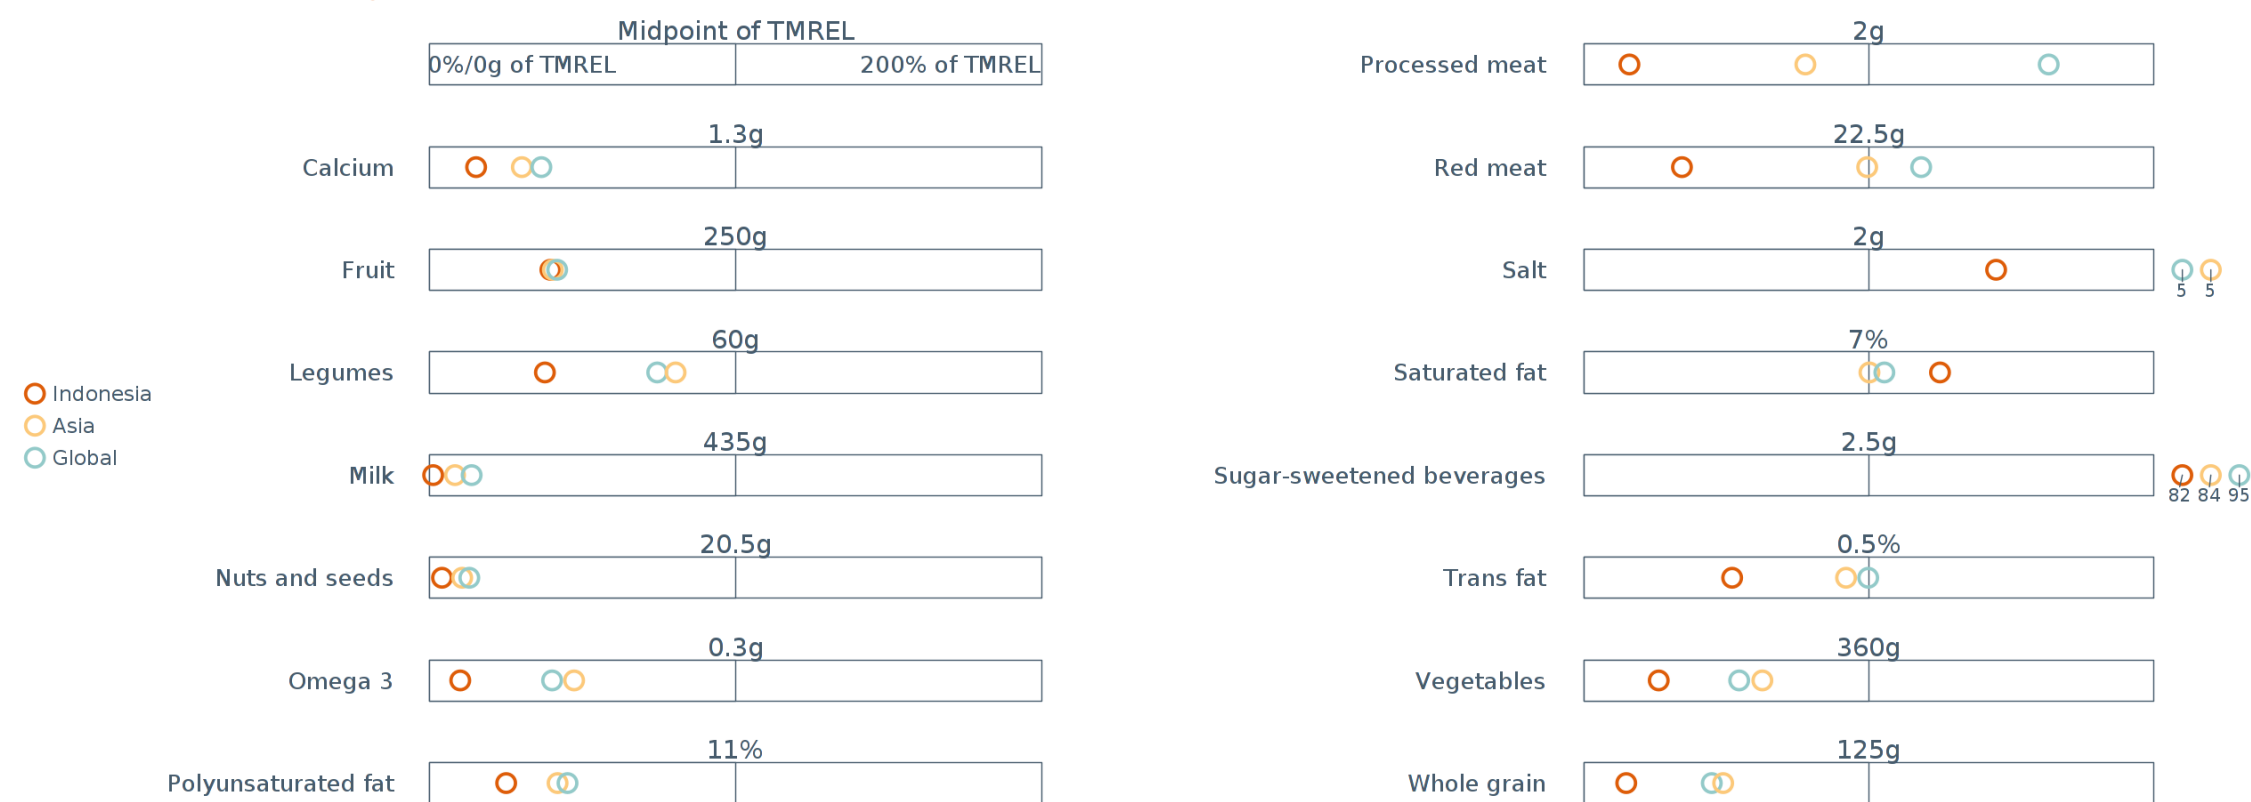 Midpoint of TMREL
0%/0g of TMREL 200% of TMREL
1.3g
Calcium
250g
Fruit
60g
Legumes
Indonesia
Asia
Global
435g
Milk
20.5g
Nuts and seeds
0.3g
Omega 3
11%
Polyunsaturated fat
2g
Processed meat
22.5g
Red meat
2g
Salt
5 5
7%
Saturated fat
2.5g
Sugar-sweetened beverages
82 84 95
0.5%
Trans fat
360g
Vegetables
125g
Whole grain